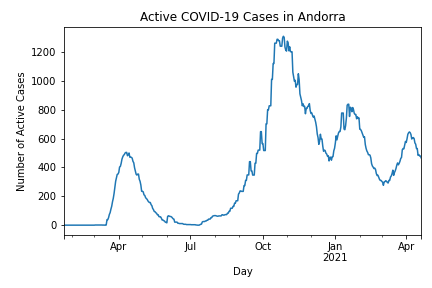 Active COVID-19 Cases in Andorra
Number of Active Cases
1200
1000
800
600
400
200
0
Apr
Jul
Oct
Jan
2021
Apr
Day